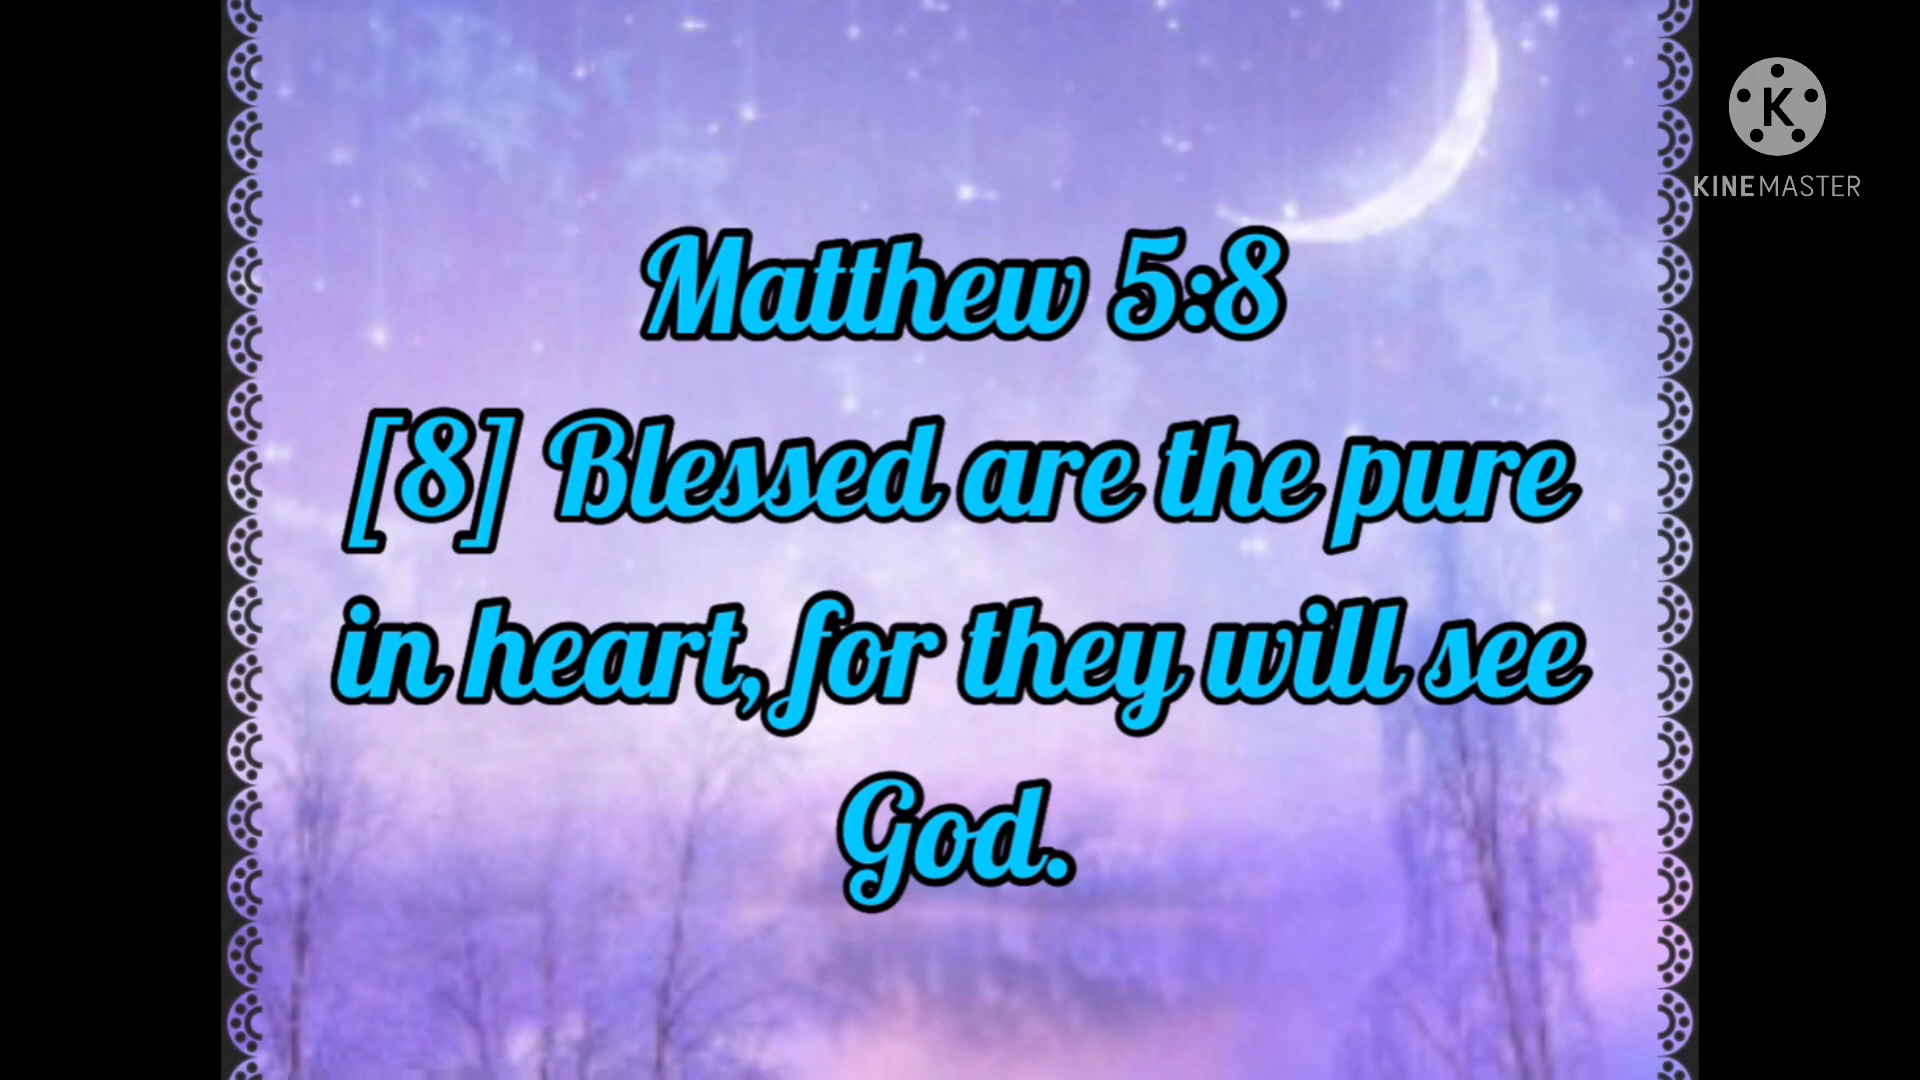 Matthew 5:8
[8] Blessed are the pure
in heart, for they will see
God.
K
KINEMASTER